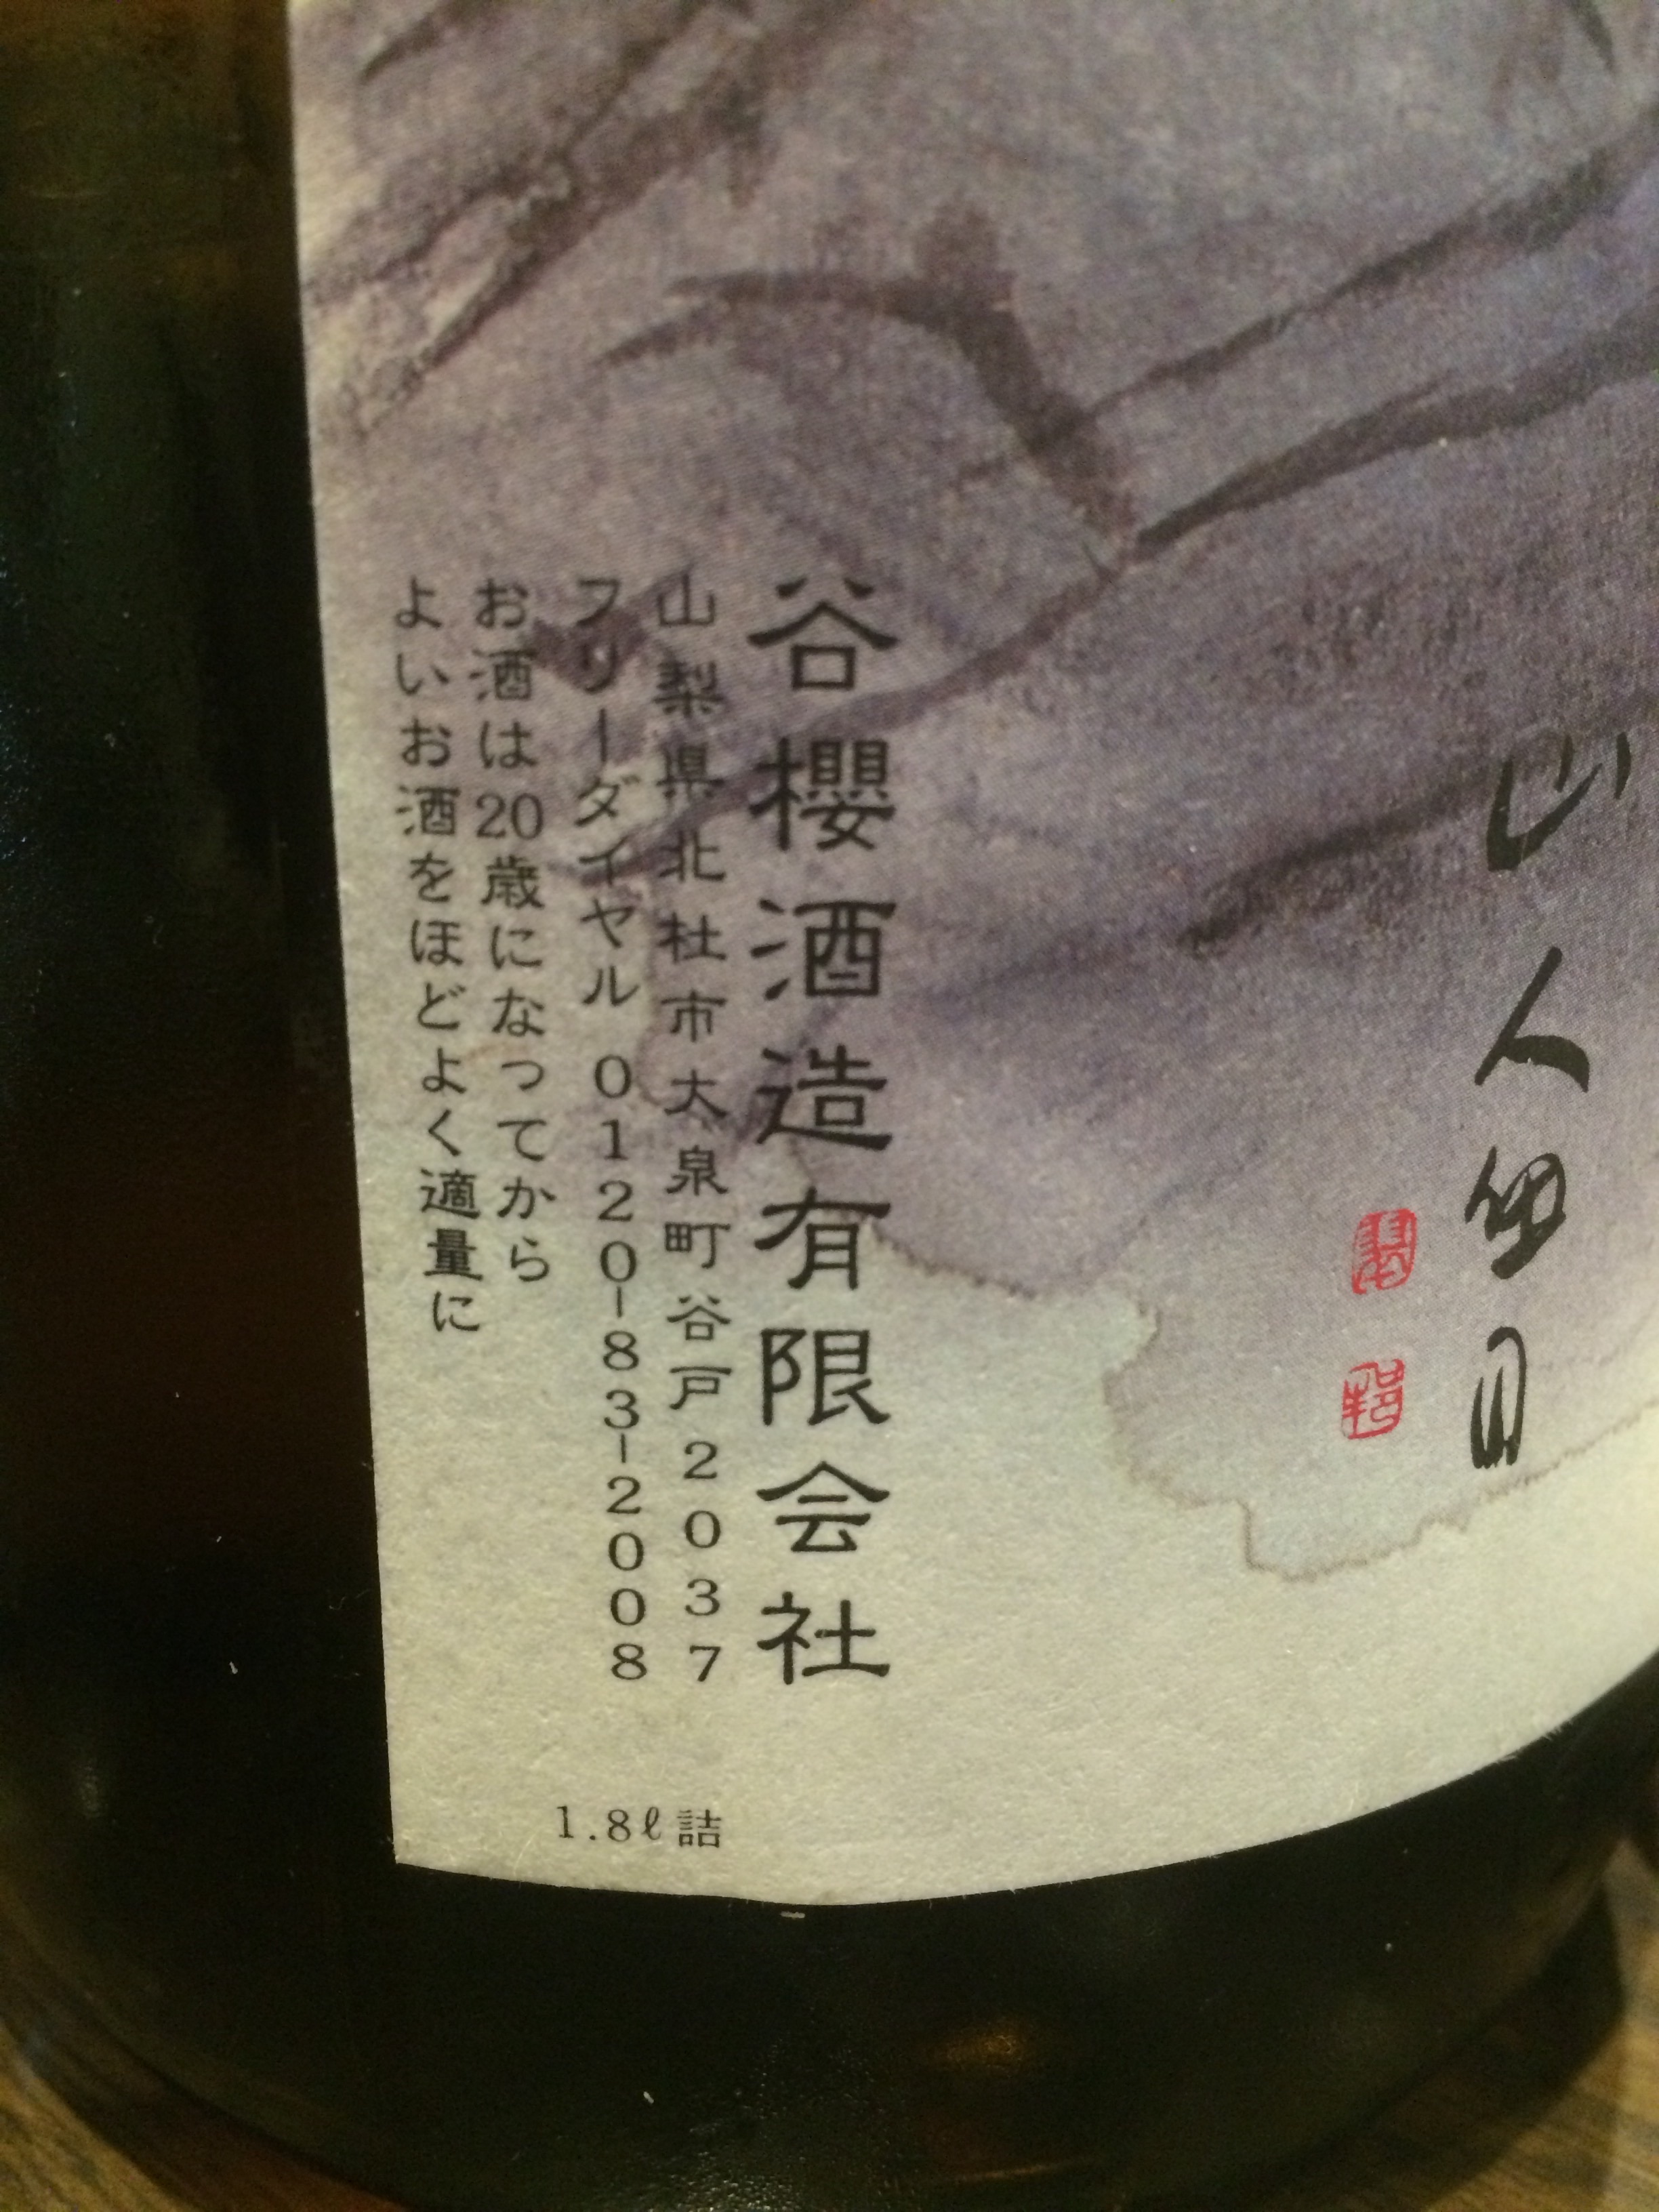 谷櫻酒造有限会社
山梨県北杜市大泉町谷戸2037
フリーダイヤル 0120-83-2008
お酒は20歳になってから
よいお酒をほどよく適量に
1.8ℓ詰